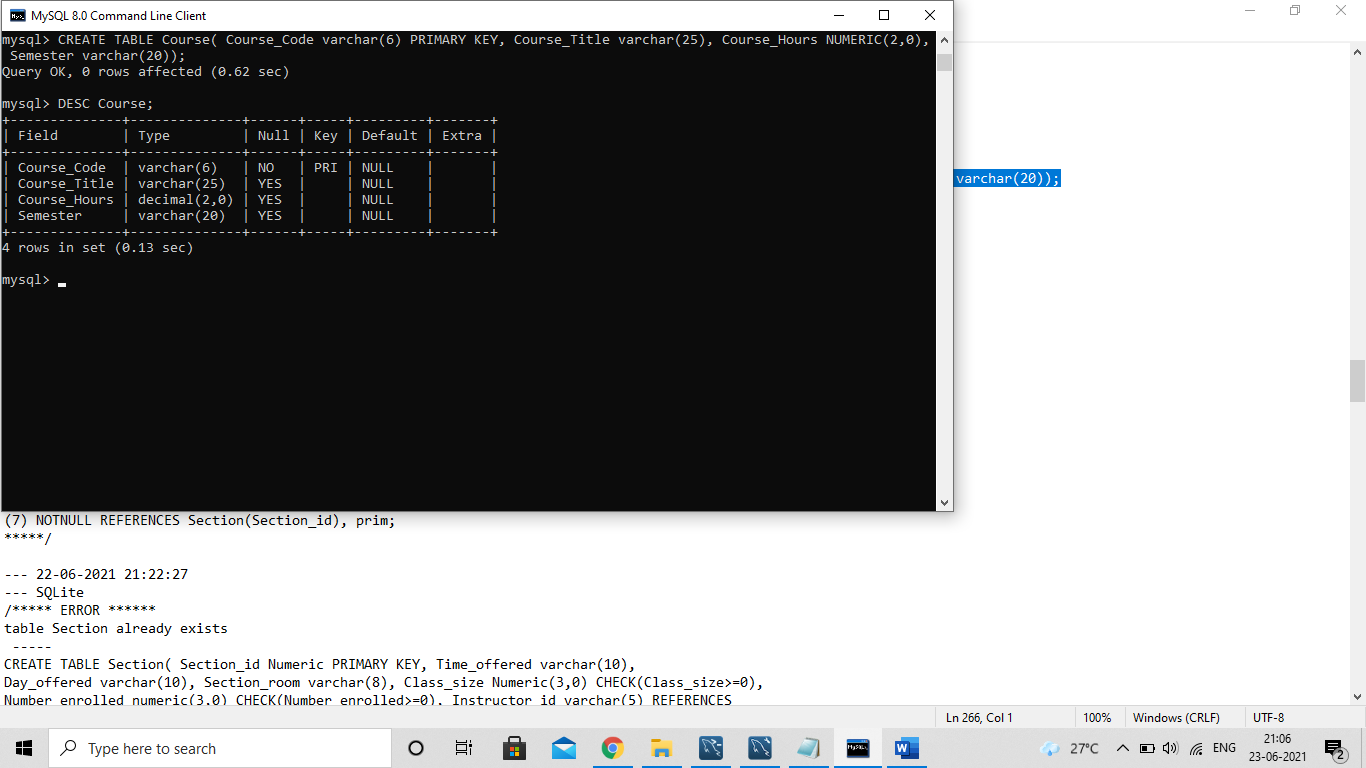 MySQL 8.0 Command Line Client
mysql> CREATE TABLE Course( Course_Code varchar(6) PRIMARY KEY, Course_Title varchar(25), Course_Hours NUMERIC(2,0),
 Semester varchar(20));
Query OK, 0 rows affected (0.62 sec)
mysql> DESC Course;
+--------------+--------------+------+-----+---------+-------+
| Field        | Type         | Null | Key | Default | Extra |
+--------------+--------------+------+-----+---------+-------+
| Course_Code  | varchar(6)   | NO   | PRI | NULL    |       |
| Course_Title | varchar(25)  | YES  |     | NULL    |       |
| Course_Hours | decimal(2,0) | YES  |     | NULL    |       |
| Semester     | varchar(20)  | YES  |     | NULL    |       |
+--------------+--------------+------+-----+---------+-------+
4 rows in set (0.13 sec)
mysql>
varchar(20));
(7) NOTNULL REFERENCES Section(Section_id), prim;
*****/
--- 22-06-2021 21:22:27
--- SQLite
/***** ERROR ******
table Section already exists
 -----
CREATE TABLE Section( Section_id Numeric PRIMARY KEY, Time_offered varchar(10),
Day_offered varchar(10), Section_room varchar(8), Class_size Numeric(3,0) CHECK(Class_size>=0),
Number_enrolled numeric(3,0) CHECK(Number_enrolled>=0), Instructor_id varchar(5) REFERENCES
Ln 266, Col 1
100%
Windows (CRLF)
UTF-8
Type here to search
MySQL
W
27°C
ENG
21:06
23-06-2021
2